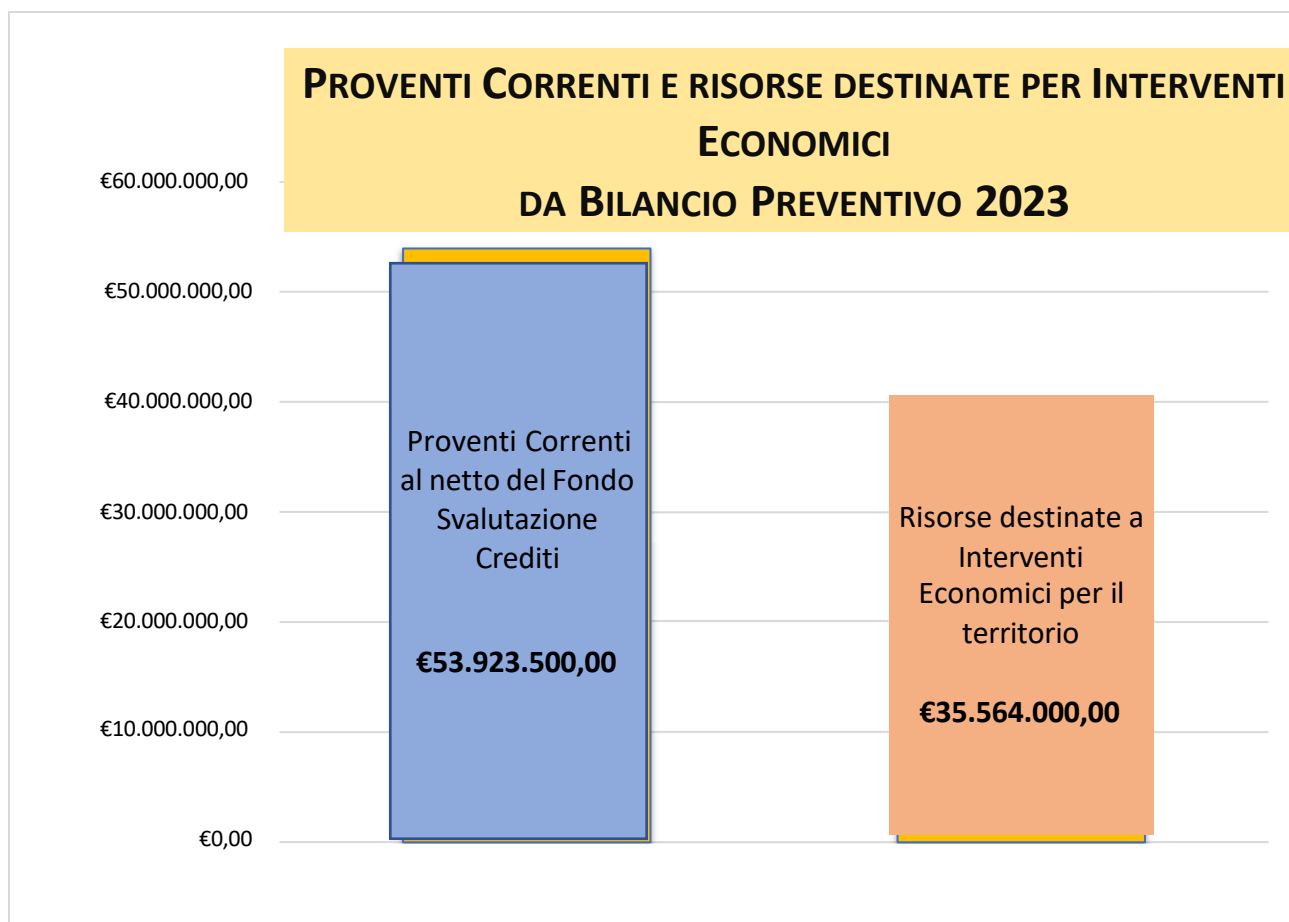 PROVENTI CORRENTI E RISORSE DESTINATE PER INTERVENTI
ECONOMICI
DA BILANCIO PREVENTIVO 2023
€60.000.000,00
€50.000.000,00
€40.000.000,00
€30.000.000,00
€20.000.000,00
€10.000.000,00
€0,00
Proventi Correnti
al netto del Fondo
Svalutazione
Crediti
€53.923.500,00
Risorse destinate a
Interventi
Economici per il
territorio
€35.564.000,00